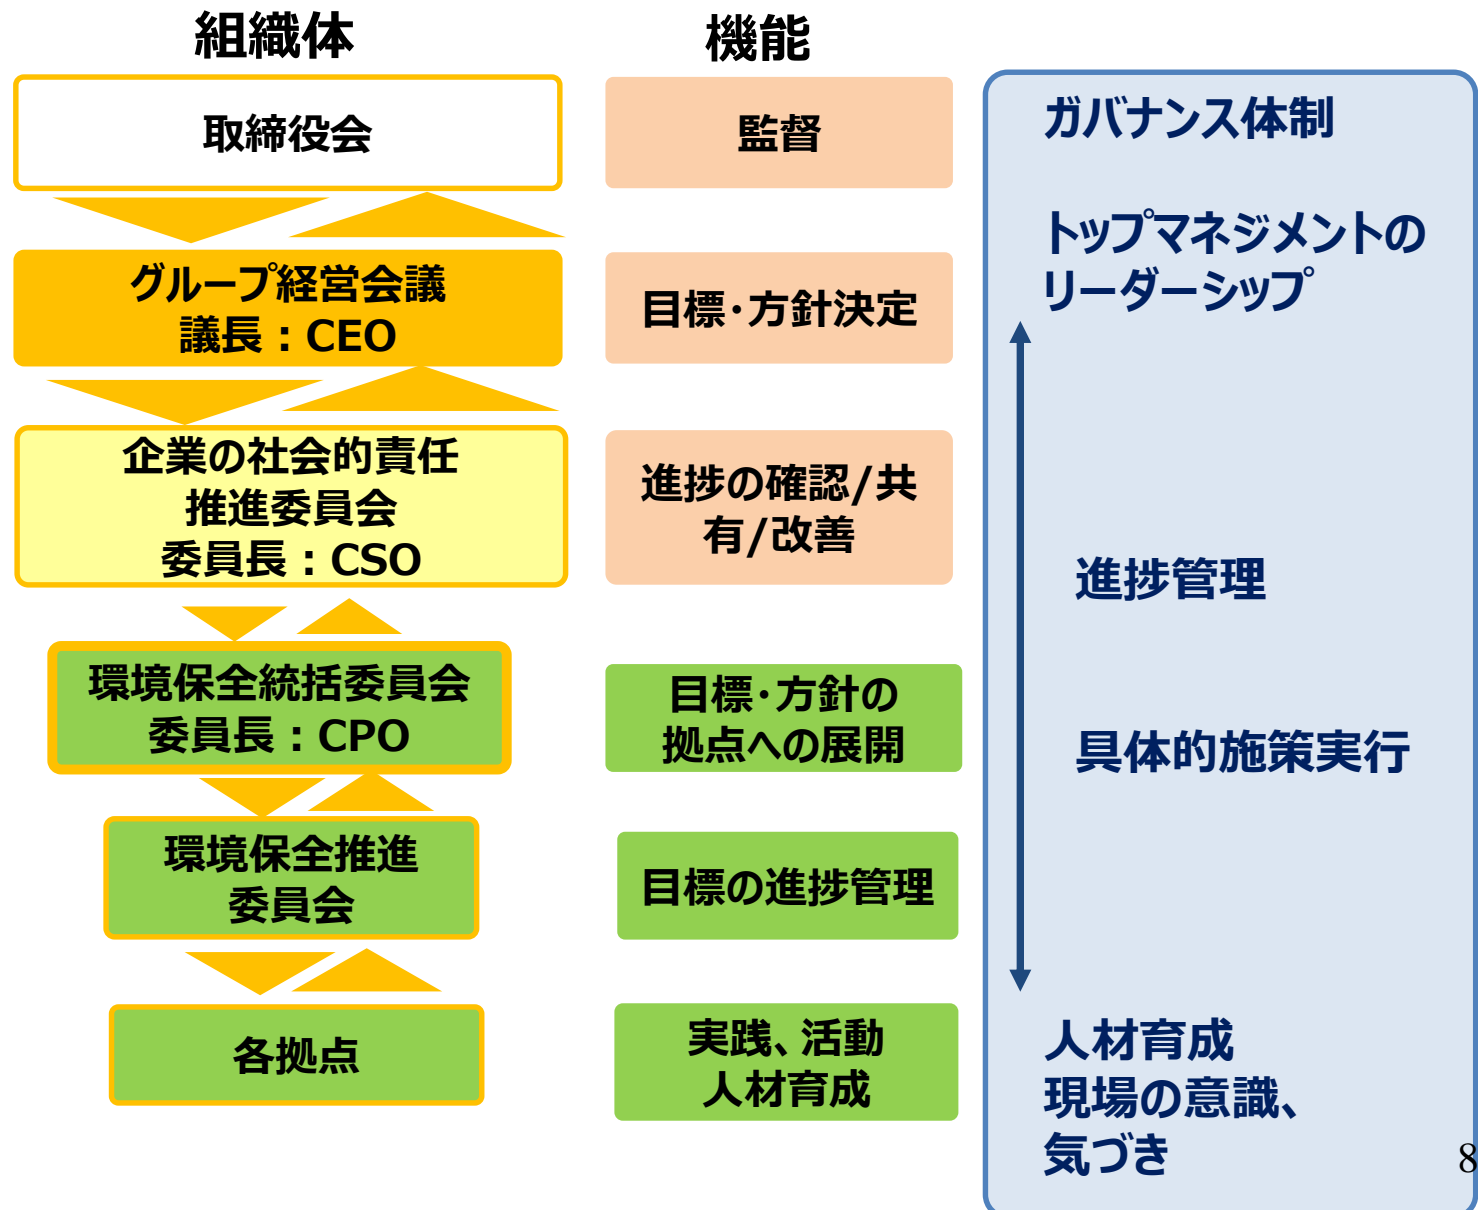 組織体
機能
取締役会
監督
グループ経営会議
議長：CEO
目標・方針決定
企業の社会的責任
推進委員会
委員長：CSO
進捗の確認/共
有/改善
環境保全統括委員会
委員長：CPO
目標・方針の
拠点への展開
環境保全推進
委員会
目標の進捗管理
各拠点
実践、活動
人材育成
ガバナンス体制
トップマネジメントの
リーダーシップ
進捗管理
具体的施策実行
人材育成
現場の意識、
気づき
8